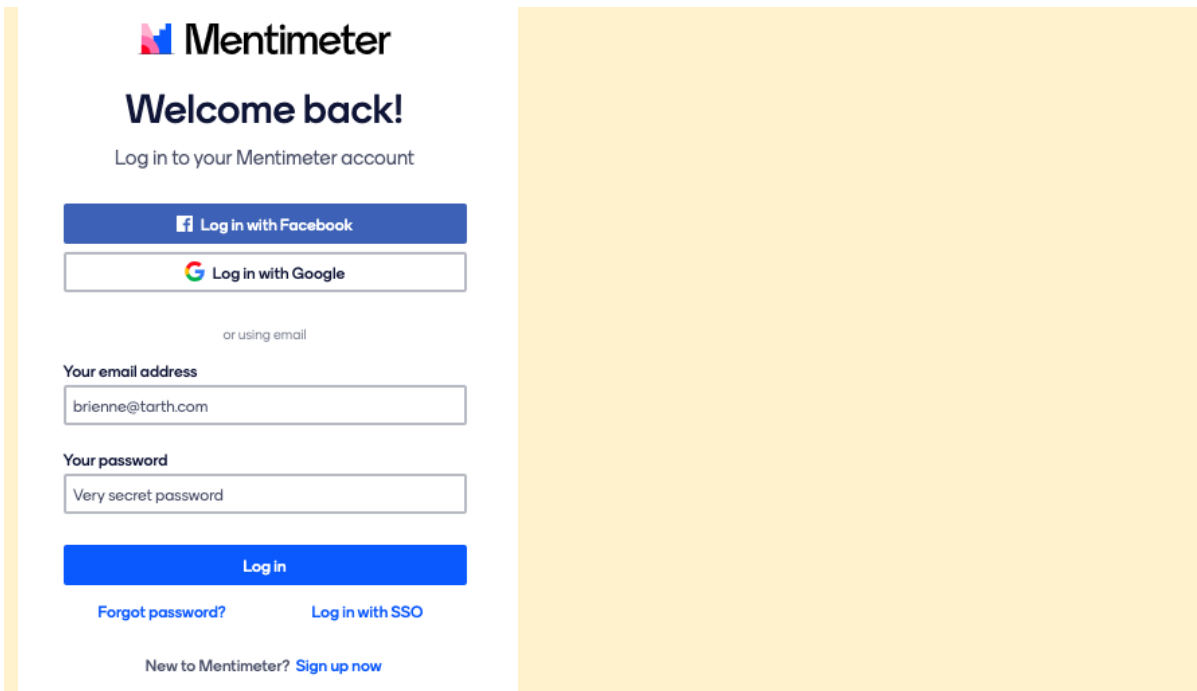 Mentimeter
Welcome back!
Log in to your Mentimeter account
Log in with Facebook
Log in with Google
or using email
Your email address
brienne@tarth.com
Your password
Very secret password
Log in
Forgot password? Log in with SSO
New to Mentimeter? Sign up now